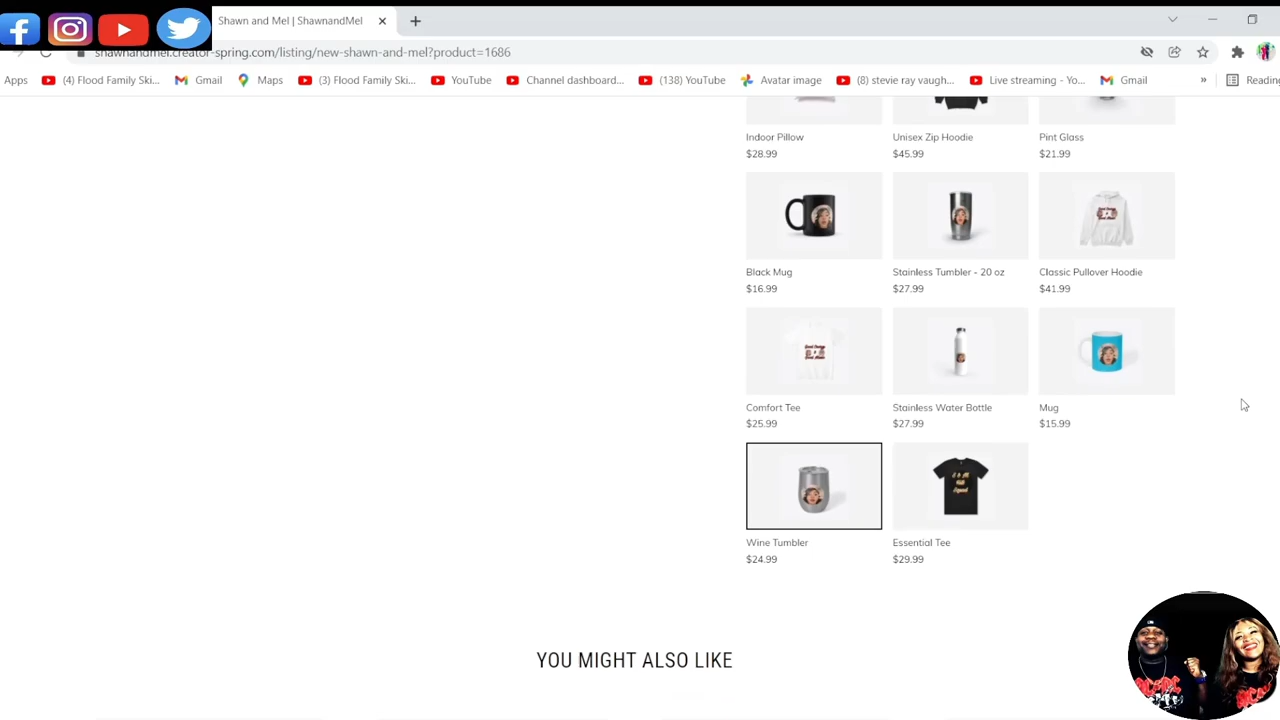 Shawn and Mel | ShawnandMel
shawnandmel.creator-spring.com/listing/new-shawn-and-mel?product=1686
Apps (4) Flood Family Ski... Gmail Maps (3) Flood Family Ski... YouTube Channel dashboard... (138) YouTube Avatar image (8) stevie ray vaugh... Live streaming - Yo... Gmail » Reading
Indoor Pillow Unisex Zip Hoodie Pint Glass
$28.99 $45.99 $21.99
Black Mug Stainless Tumbler - 20 oz Classic Pullover Hoodie
$16.99 $27.99 $41.99
Comfort Tee Stainless Water Bottle Mug
$25.99 $27.99 $15.99
Wine Tumbler Essential Tee
$24.99 $29.99
YOU MIGHT ALSO LIKE